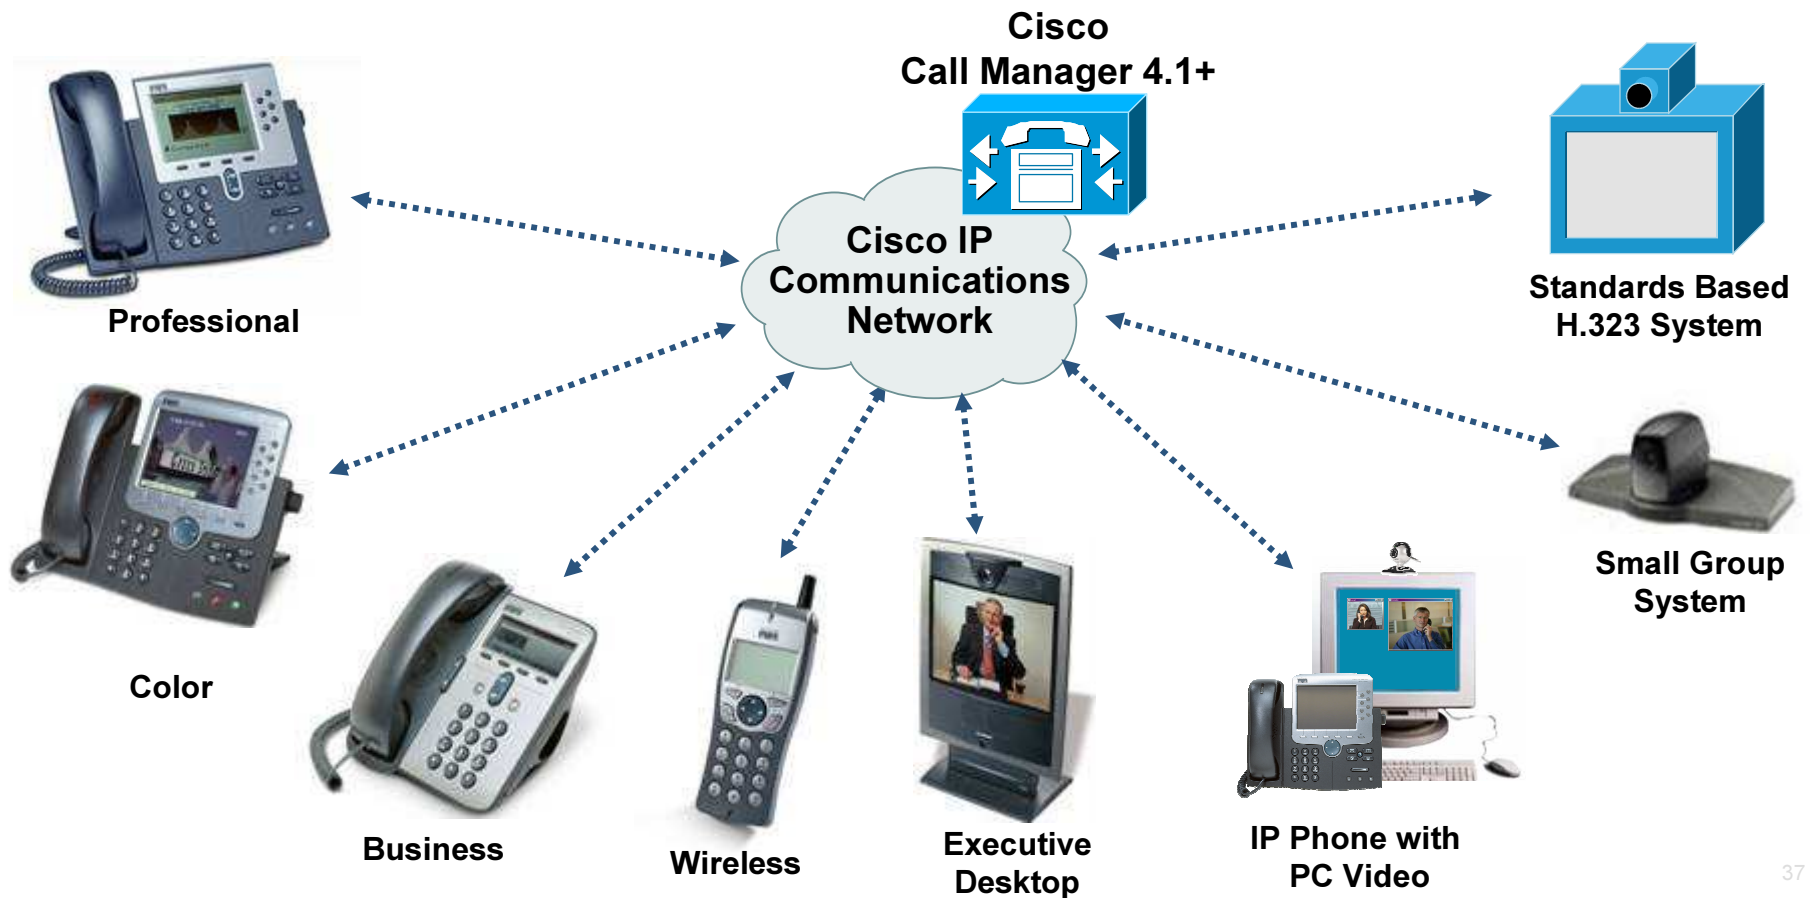 Cisco
Call Manager 4.1+
Cisco IP
Communications
Network
Professional
Standards Based
H.323 System
Color
Small Group
System
Business
Wireless
Executive
Desktop
IP Phone with
PC Video
37